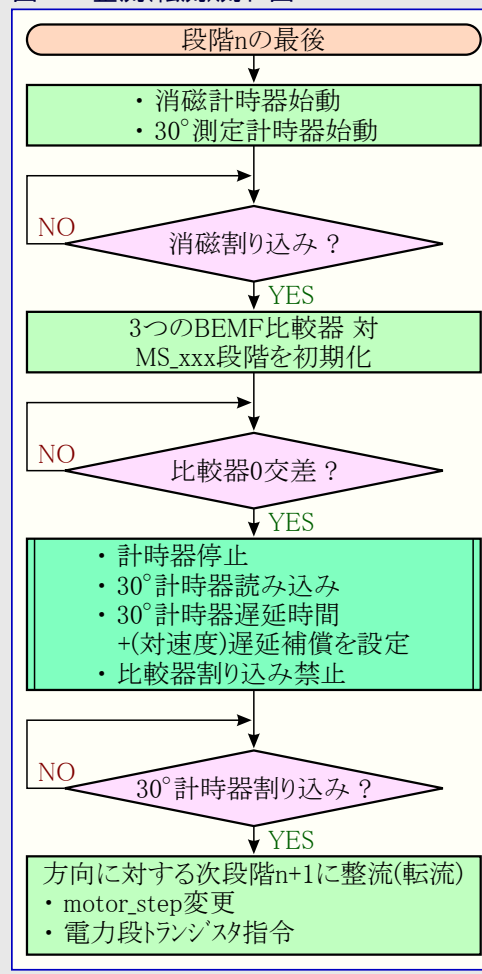 段階nの最後
・消磁計時器始動
・30°測定計時器始動
NO
消磁割り込み？
YES
3つのBEMF比較器 対
MS_xxx段階を初期化
NO
比較器0交差？
YES
・計時器停止
・30°計時器読み込み
・30°計時器遅延時間
+(対速度)遅延補償を設定
・比較器割り込み禁止
NO
30°計時器割り込み？
YES
方向に対する次段階n+1に整流(転流)
・motor_step変更
・電力段トランジスタ指令